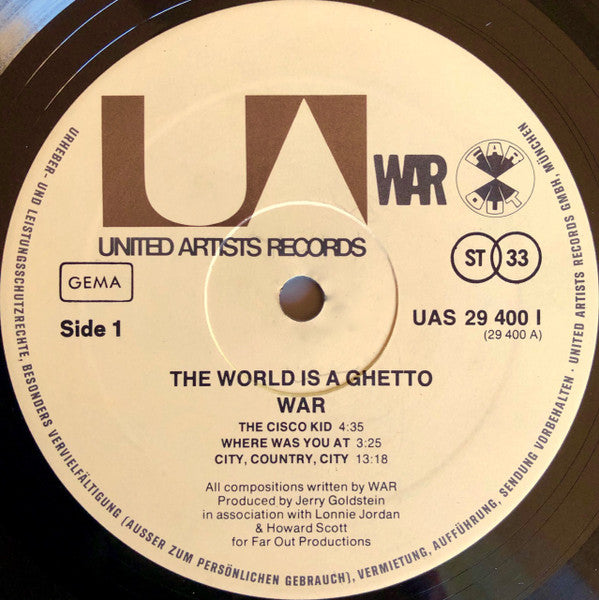 UA
WAR
FAR
OUT
UNITED ARTISTS RECORDS
GEMA
ST 33
Side 1
UAS 29 400 I
(29 400 A)
THE WORLD IS A GHETTO
WAR
THE CISCO KID 4:35
WHERE WAS YOU AT 3:25
CITY, COUNTRY, CITY 13:18
All compositions written by WAR
Produced by Jerry Goldstein
in association with Lonnie Jordan
& Howard Scott
for Far Out Productions
URHEBER- UND LEISTUNGSSCHUTZRECHTE, BESONDERS VERVIELFÄLTIGUNG (AUSSER ZUM PERSÖNLICHEN GEBRAUCH), VERMIETUNG, AUFFÜHRUNG, SENDUNG VORBEHALTEN · UNITED ARTISTS RECORDS GMBH, MÜNCHEN